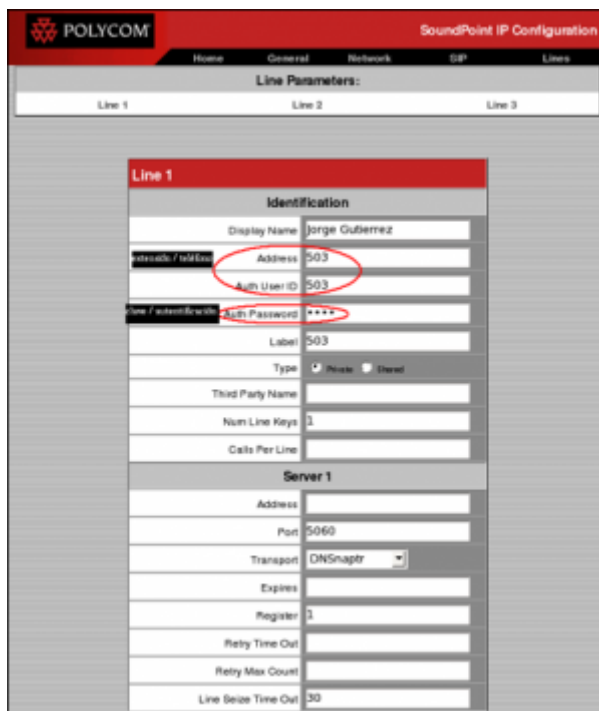 POLYCOM
SoundPoint IP Configuration
Home General Network SIP Lines
Line Parameters:
Line 1 Line 2 Line 3
Line 1
Identification
Display Name Jorge Gutierrez
Address 503
Auth User ID 503
Auth Password ****
Label 503
Type Private Shared
Third Party Name
Num Line Keys 1
Calls Per Line
Server 1
Address
Port 5060
Transport DNSnaptr
Expires
Register 1
Retry Time Out
Retry Max Count
Line Seize Time Out 30